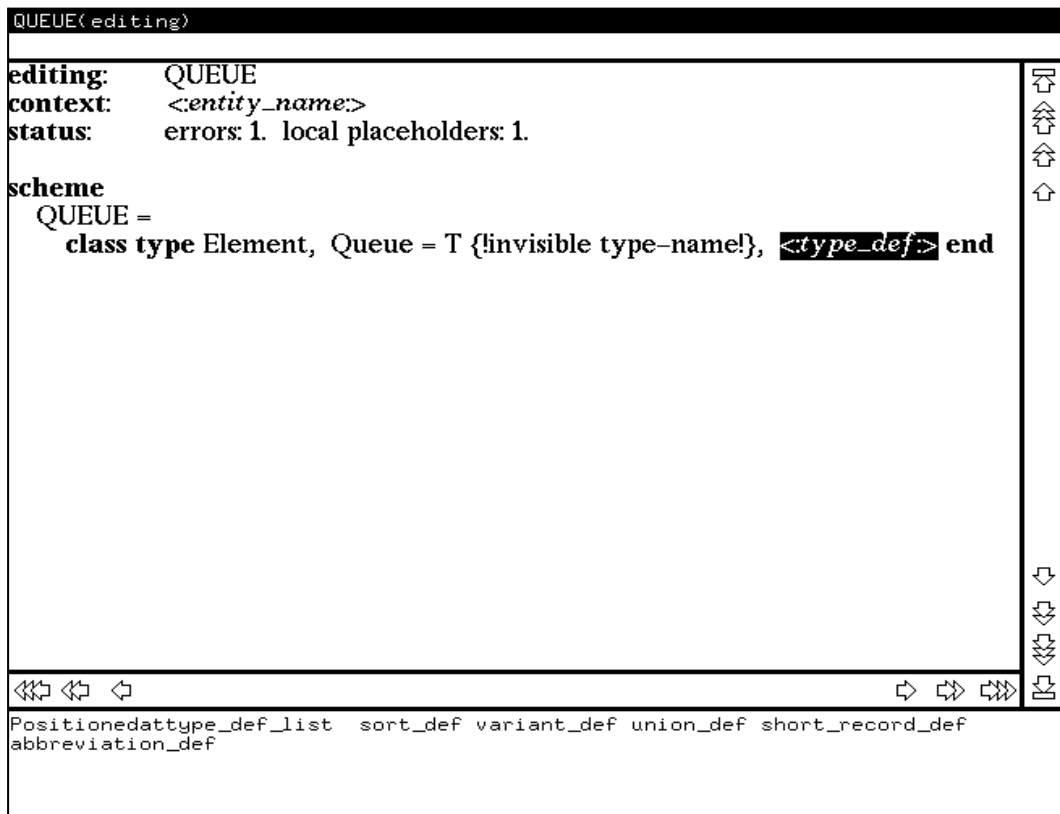 QUEUE(editing)
editing: QUEUE
context: <:entity_name:>
status: errors: 1. local placeholders: 1.
scheme
QUEUE =
class type Element, Queue = T {!invisible type-name!}, <:type_def:> end
Positionedattype_def_list sort_def variant_def union_def short_record_def
abbreviation_def